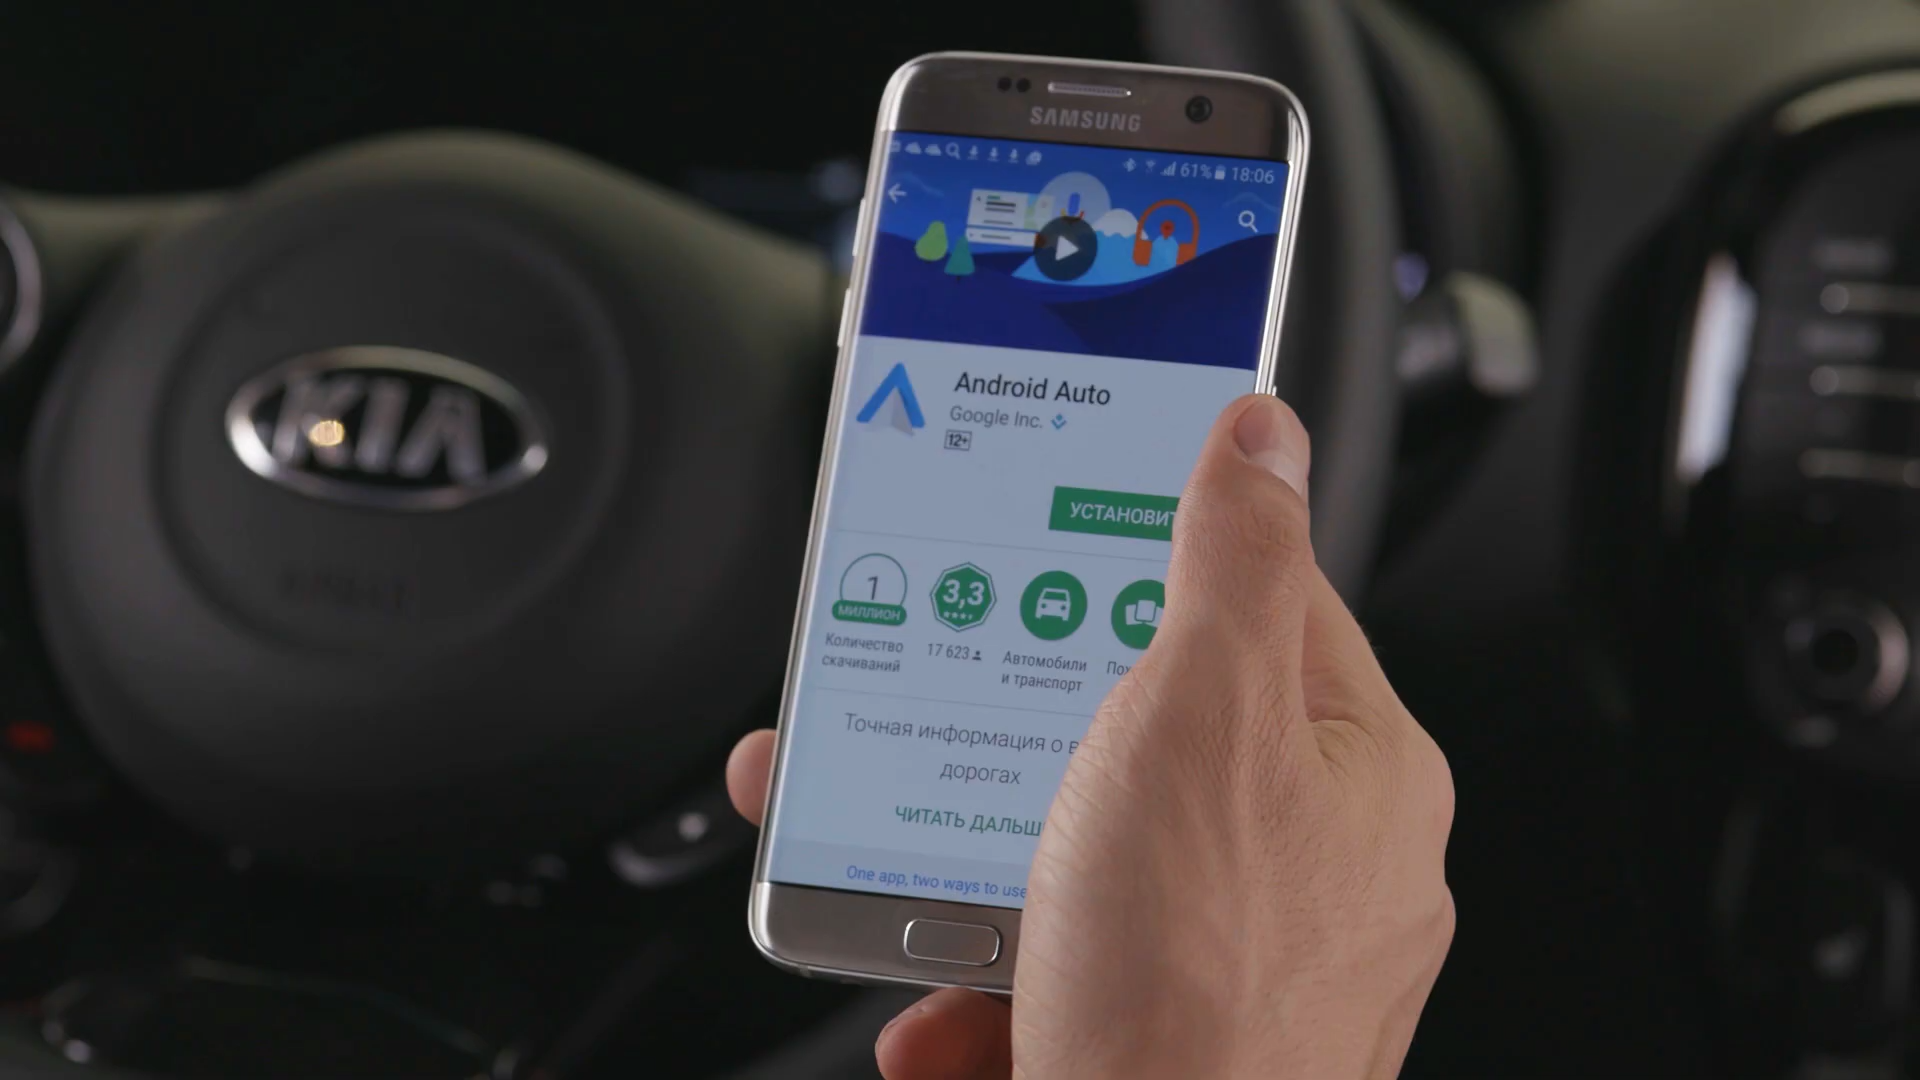 SAMSUNG
61% 18:06
Android Auto
Google Inc.
12+
УСТАНОВИТ
1
МИЛЛИОН
Количество
скачиваний
3,3
17 623
Автомобили
и транспорт
Пох
Точная информация о в
дорогах
ЧИТАТЬ ДАЛЬШ
One app, two ways to use
KIA